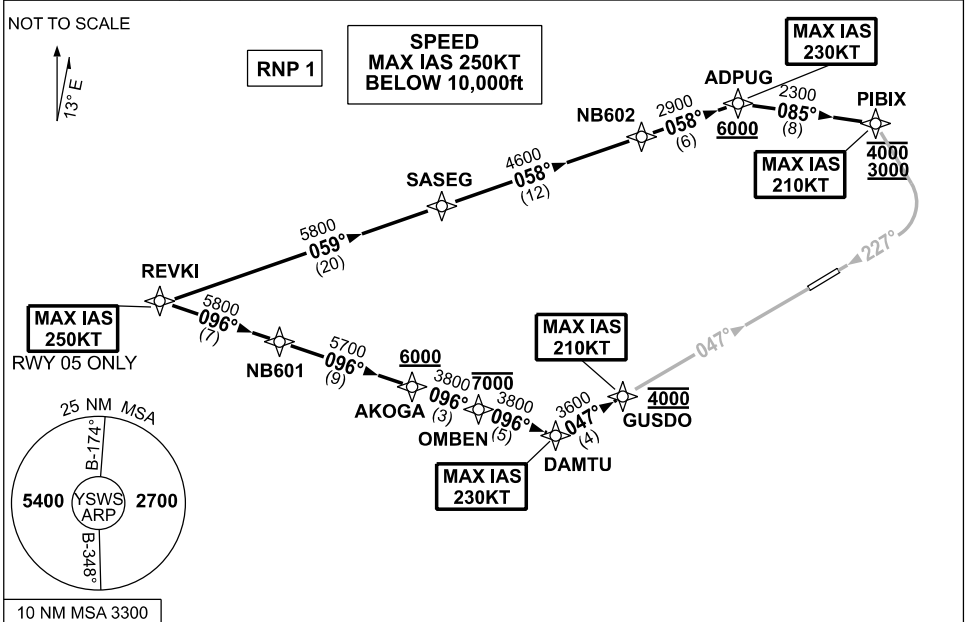 NOT TO SCALE
13° E
RNP 1
SPEED
MAX IAS 250KT
BELOW 10,000ft
MAX IAS
230KT
ADPUG
2300
085°
(8)
PIBIX
NB602
2900
058°
(6)
6000
MAX IAS
210KT
4000
3000
SASEG
4600
058°
(12)
5800
059°
(20)
227°
REVKI
MAX IAS
250KT
RWY 05 ONLY
5800
096°
(7)
NB601
5700
096°
(9)
6000
AKOGA
3800
096°
(3)
7000
OMBEN
3800
096°
(5)
DAMTU
MAX IAS
230KT
3600
047°
(4)
MAX IAS
210KT
GUSDO
4000
047°
25 NM MSA
B-174°
5400
YSWS
ARP
2700
B-348°
10 NM MSA 3300